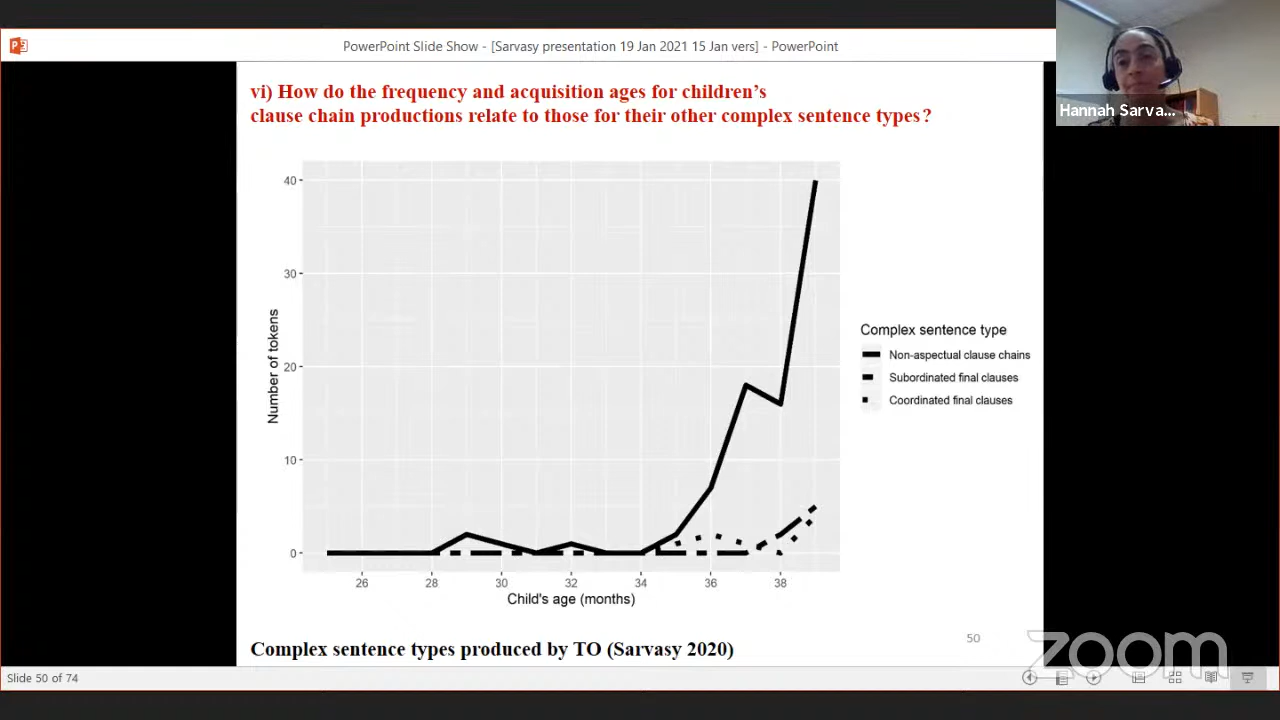 PowerPoint Slide Show - [Sarvasy presentation 19 Jan 2021 15 Jan vers] - PowerPoint
Hannah Sarva...
vi) How do the frequency and acquisition ages for children's
clause chain productions relate to those for their other complex sentence types?
40
30
20
10
0
Number of tokens
26 28 30 32 34 36 38
Child's age (months)
Complex sentence type
Non-aspectual clause chains
Subordinated final clauses
Coordinated final clauses
Complex sentence types produced by TO (Sarvasy 2020)
50
zoom
Slide 50 of 74